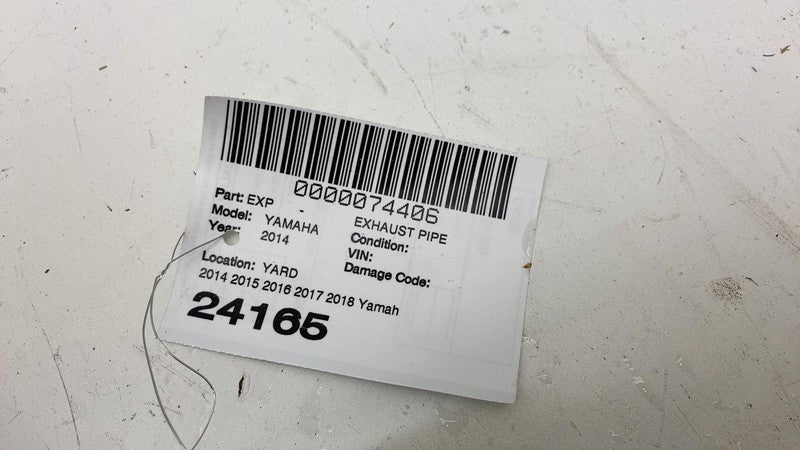 0000074406
Part: EXP - EXHAUST PIPE
Model: YAMAHA Condition:
Year: 2014 VIN:
Damage Code:
Location: YARD
2014 2015 2016 2017 2018 Yamah
24165